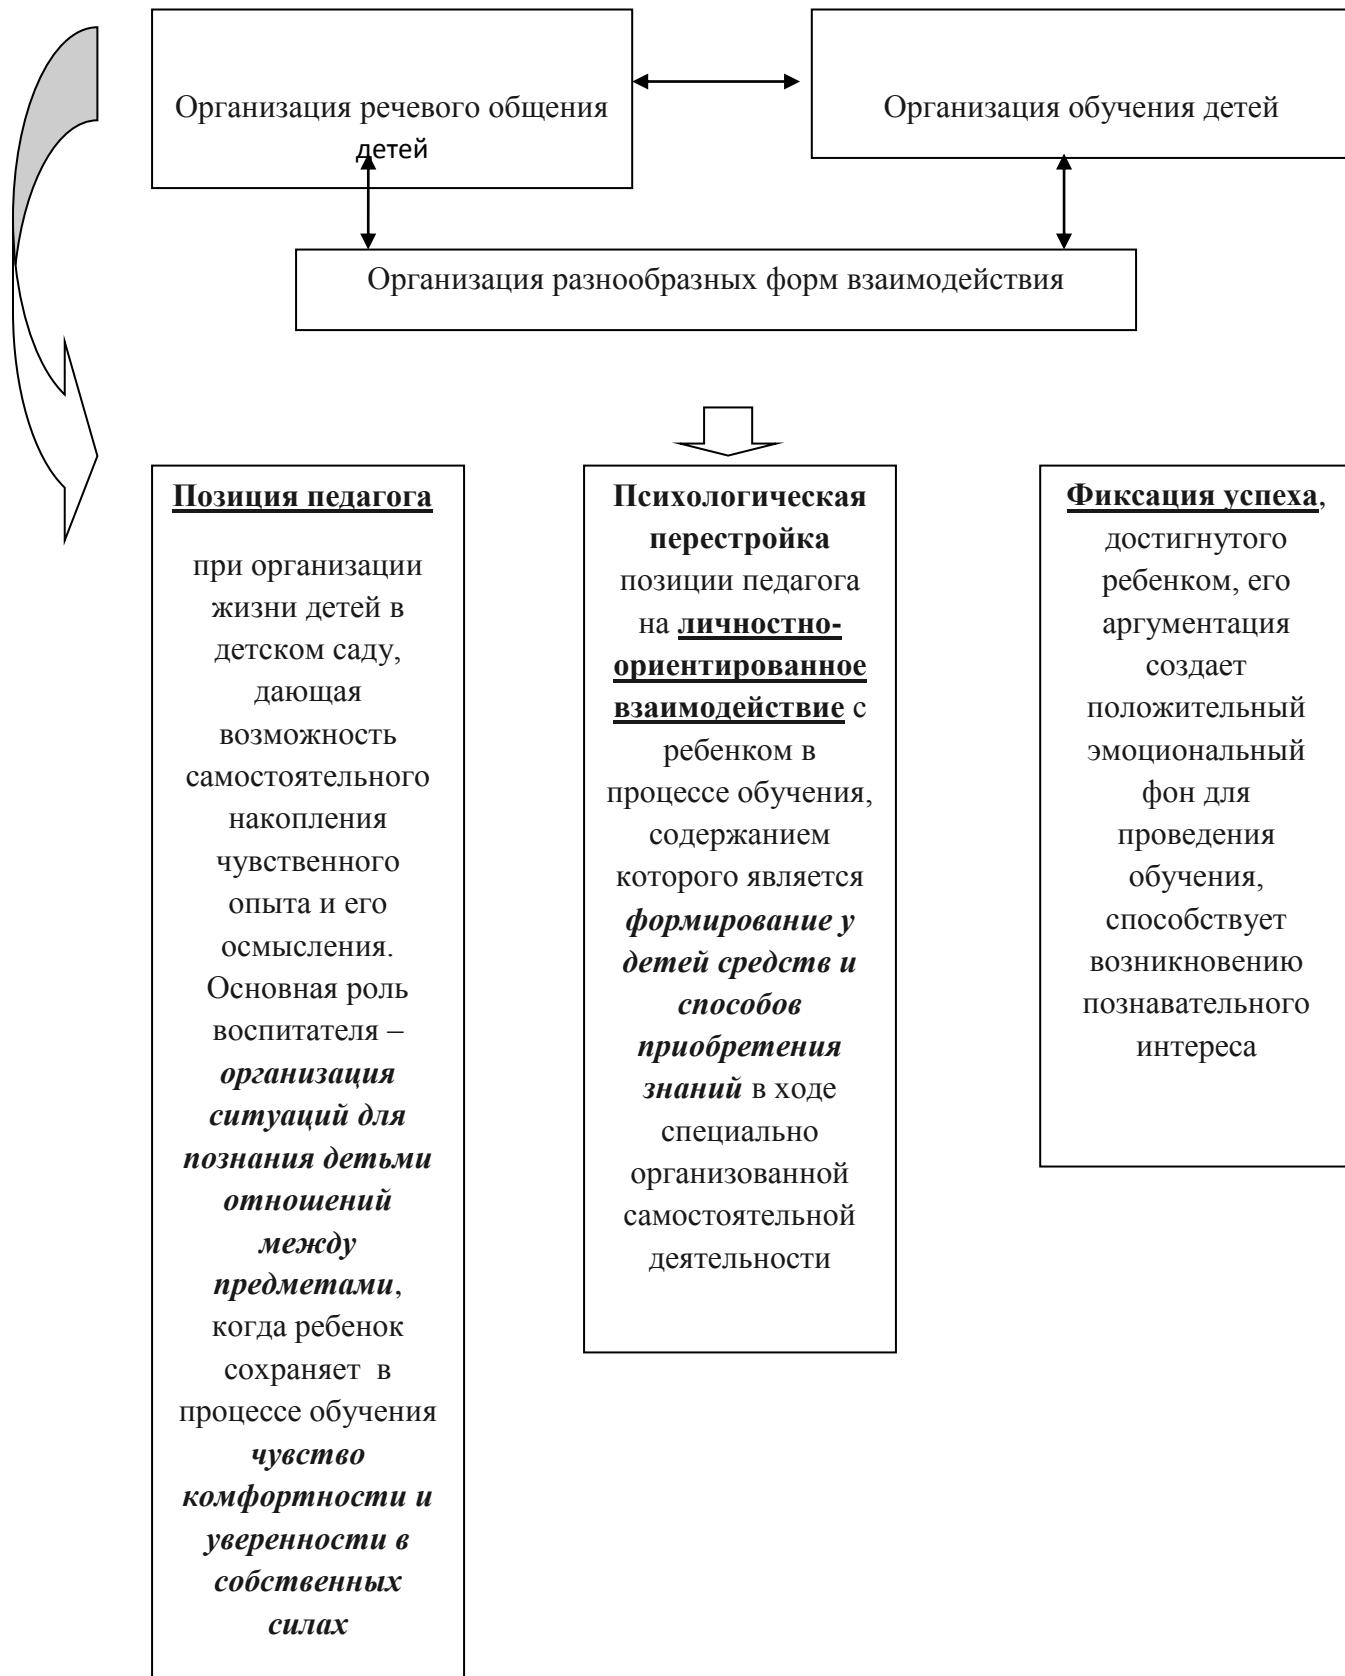 Организация речевого общения
детей
Организация обучения детей
Организация разнообразных форм взаимодействия
Позиция педагога
при организации
жизни детей в
детском саду,
дающая
возможность
самостоятельного
накопления
чувственного
опыта и его
осмысления.
Основная роль
воспитателя –
организация
ситуаций для
познания детьми
отношений
между
предметами,
когда ребенок
сохраняет в
процессе обучения
чувство
комфортности и
уверенности в
собственных
силах
Психологическая
перестройка
позиции педагога
на личностно-
ориентированное
взаимодействие с
ребенком в
процессе обучения,
содержанием
которого является
формирование у
детей средств и
способов
приобретения
знаний в ходе
специально
организованной
самостоятельной
деятельности
Фиксация успеха,
достигнутого
ребенком, его
аргументация
создает
положительный
эмоциональный
фон для
проведения
обучения,
способствует
возникновению
познавательного
интереса